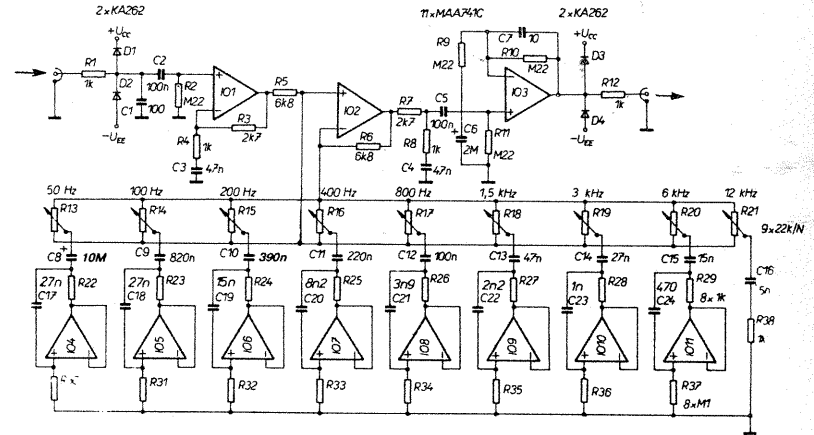 2×KA262
+Ucc
D1
R1
1k
D2
C2
100n
C1
100
R2
M22
-UEE
IO1
R3
2k7
R4
1k
C3
47n
R5
6k8
IO2
R6
6k8
R7
2k7
C5
100n
R8
1k
C4
47n
11×MAA741C
R9
M22
C7
10
R10
M22
C6
2M
R11
M22
IO3
2×KA262
+Ucc
D3
D4
-UEE
R12
1k
50 Hz
100 Hz
200 Hz
400 Hz
800 Hz
1,5 kHz
3 kHz
6 kHz
12 kHz
R13
R14
R15
R16
R17
R18
R19
R20
R21
9×22k/N
C8
10M
C9
820n
C10
390n
C11
220n
C12
100n
C13
47n
C14
27n
C15
15n
C16
5n
27n
C17
R22
27n
C18
R23
15n
C19
R24
8n2
C20
R25
3n9
C21
R26
2n2
C22
R27
1n
C23
R28
470
C24
R29
8×1k
R38
1k
IO4
IO5
IO6
IO7
IO8
IO9
IO10
IO11
R31
R32
R33
R34
R35
R36
R37
8×M1